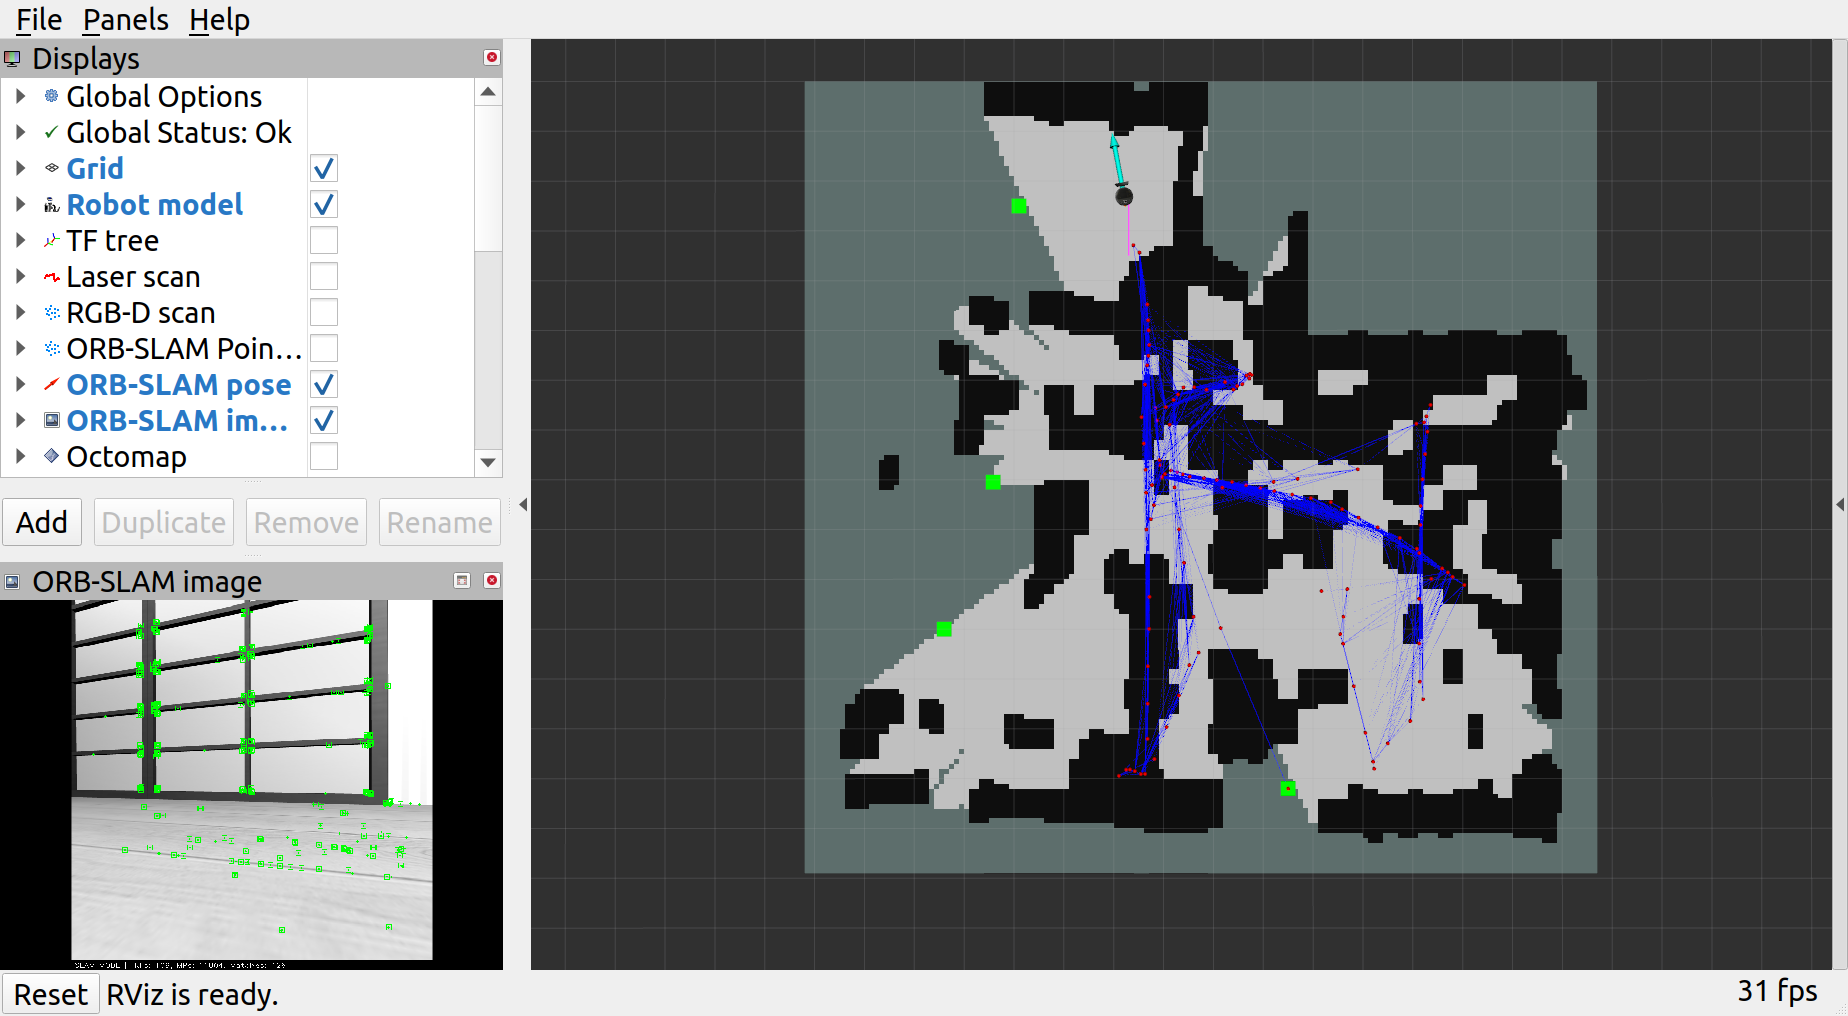 File Panels Help
Displays
Global Options
Global Status: Ok
Grid
Robot model
TF tree
Laser scan
RGB-D scan
ORB-SLAM Poin...
ORB-SLAM pose
ORB-SLAM im...
Octomap
Add Duplicate Remove Rename
ORB-SLAM image
Reset RViz is ready.
31 fps